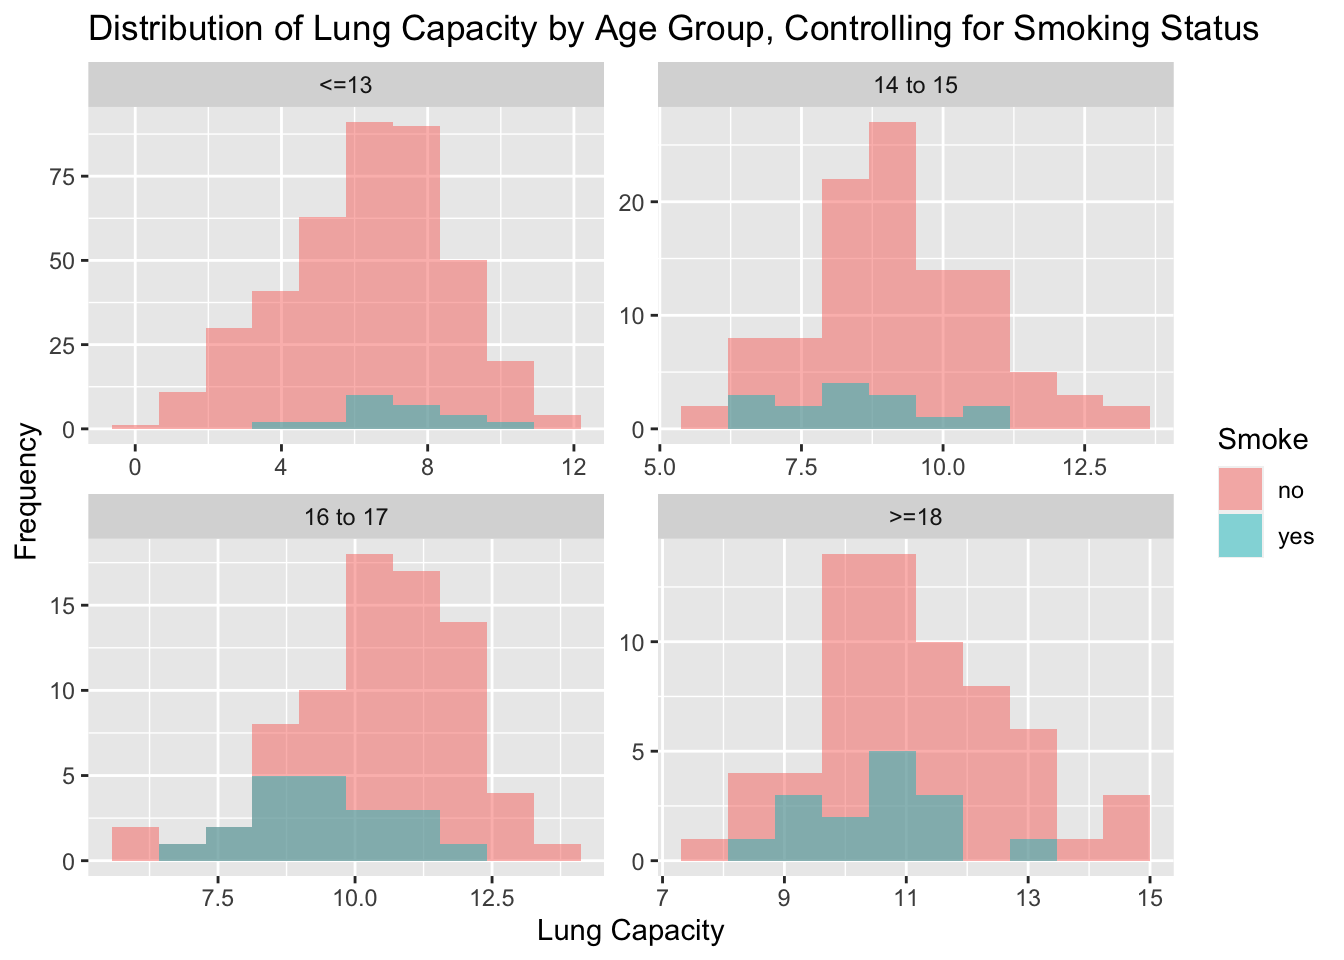 Distribution of Lung Capacity by Age Group, Controlling for Smoking Status
<=13
14 to 15
75
50
25
0
0 4 8 12
20
10
0
5.0 7.5 10.0 12.5
16 to 17
>=18
15
10
5
0
7.5 10.0 12.5
10
5
0
7 9 11 13 15
Frequency
Lung Capacity
Smoke
no
yes